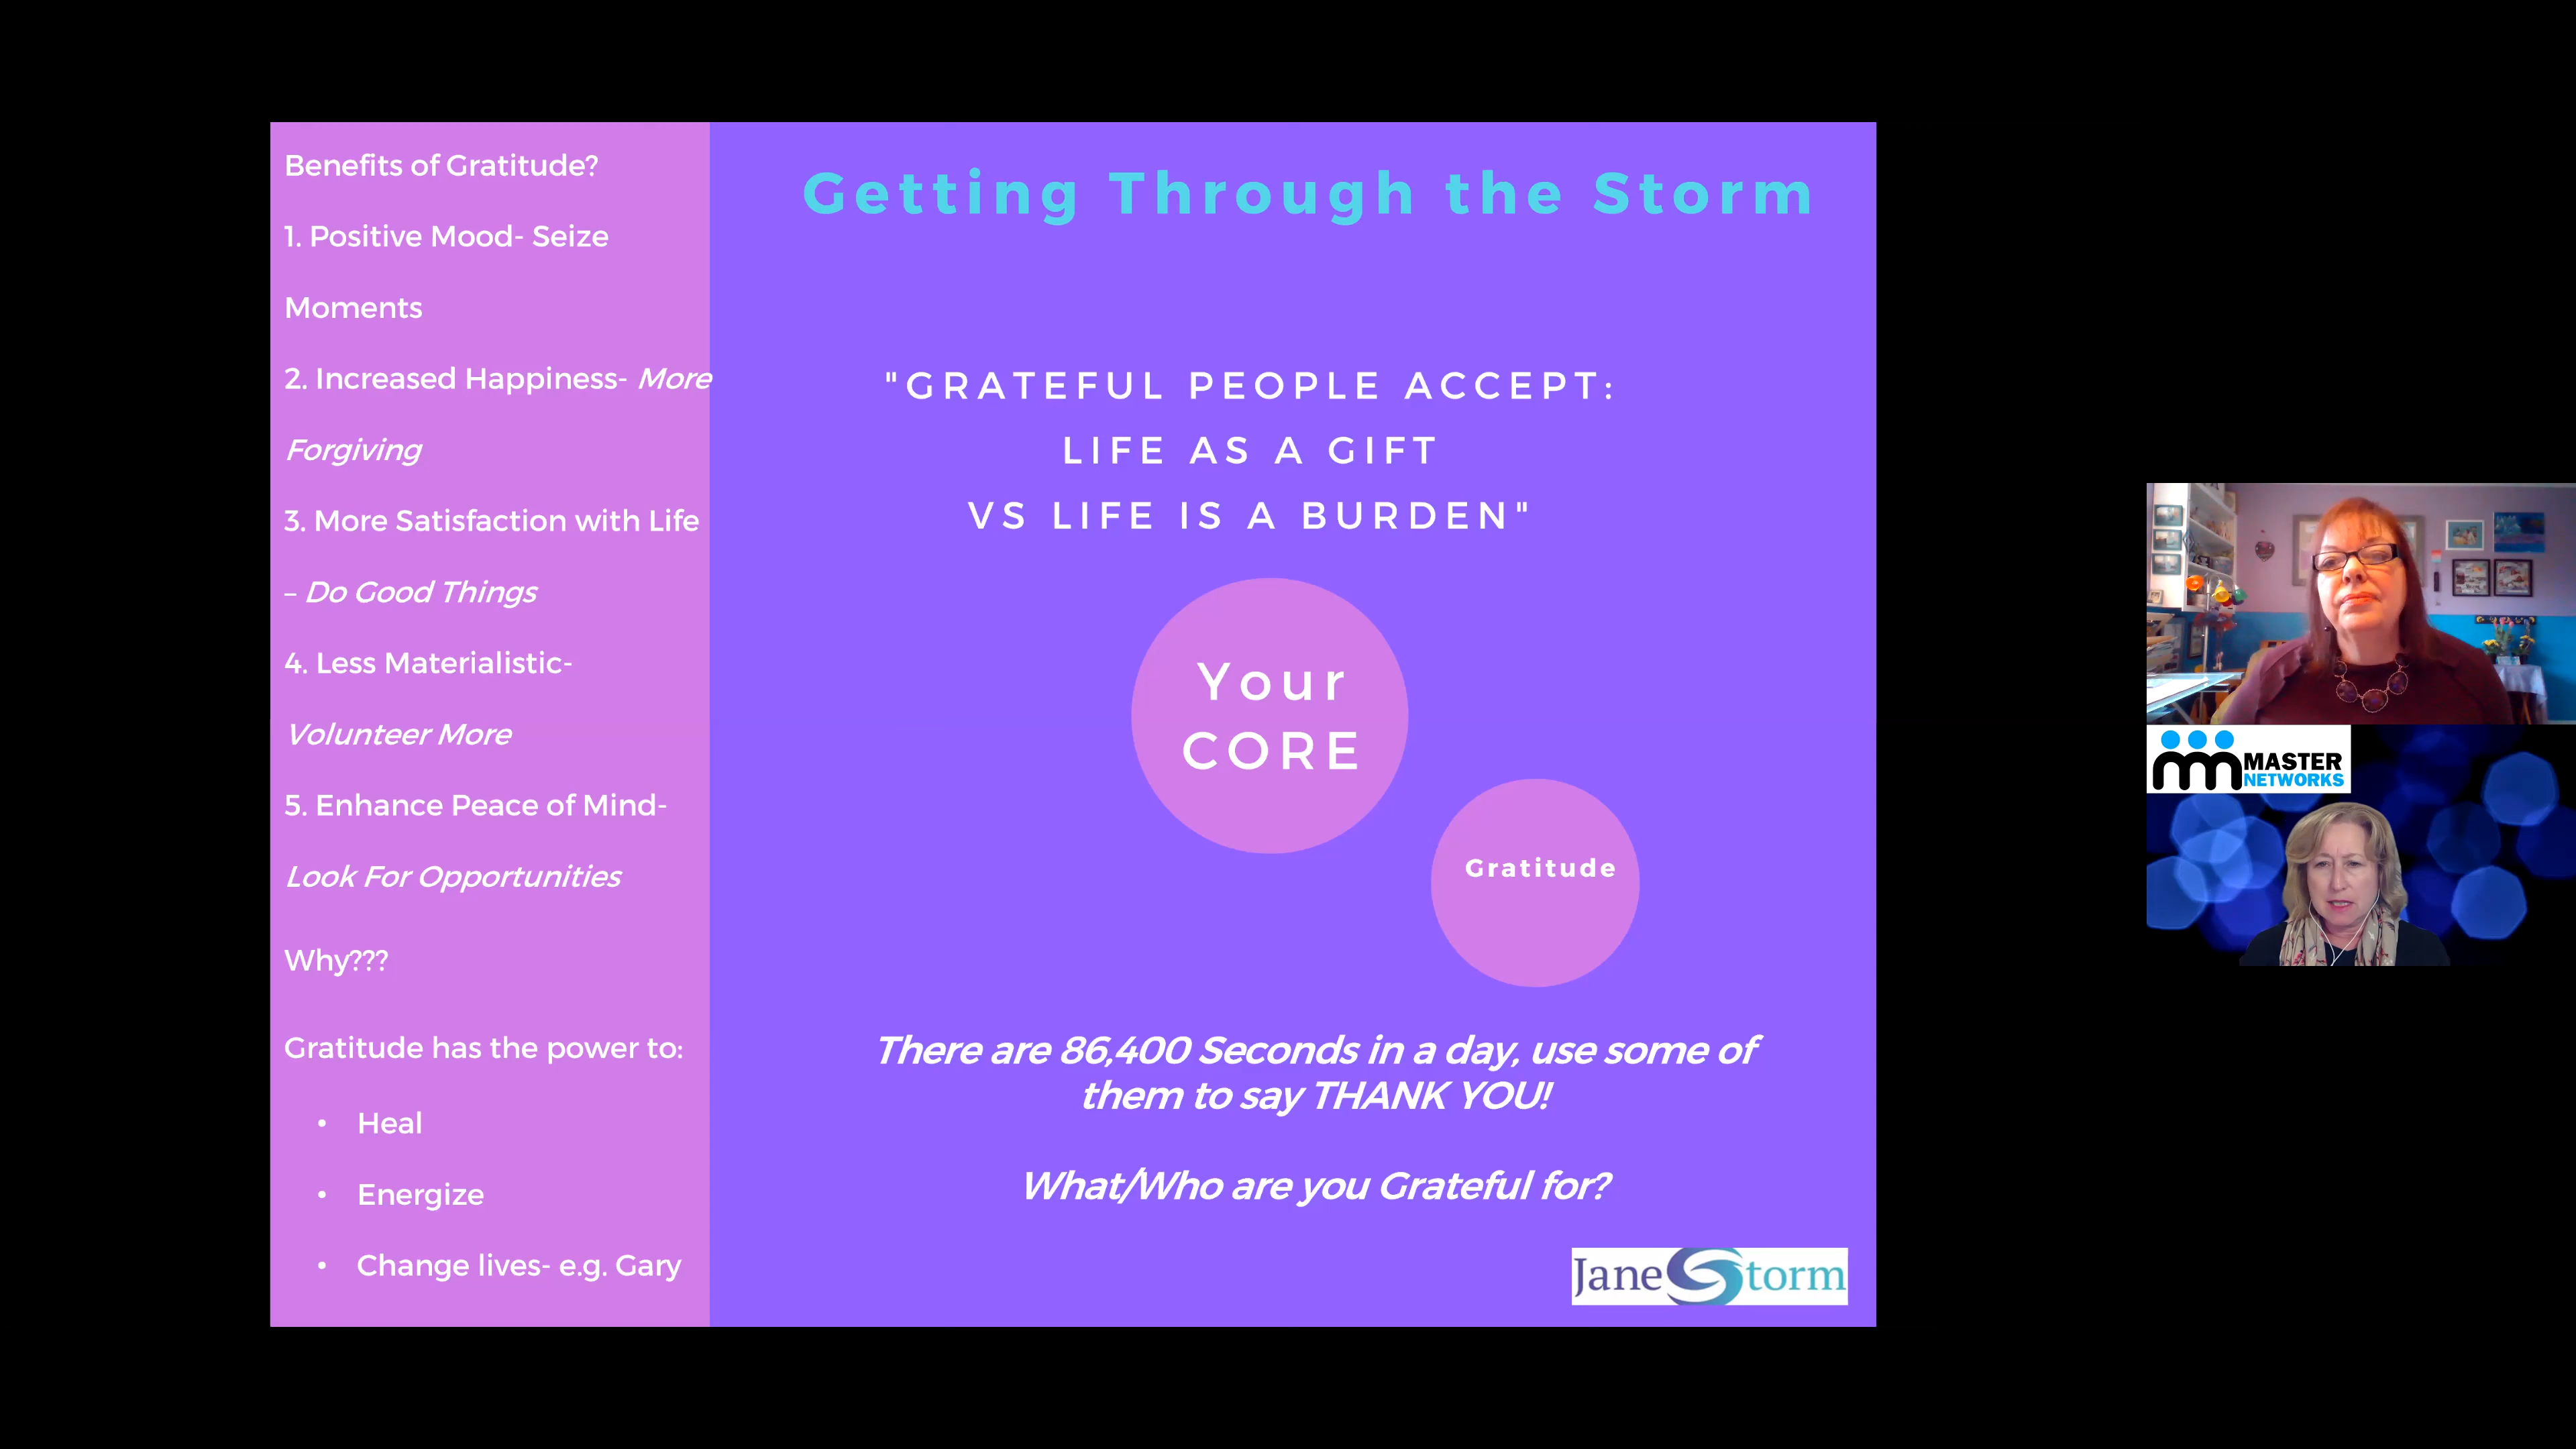 Benefits of Gratitude?
1. Positive Mood- Seize
Moments
2. Increased Happiness- More
Forgiving
3. More Satisfaction with Life
– Do Good Things
4. Less Materialistic-
Volunteer More
5. Enhance Peace of Mind-
Look For Opportunities
Why???
Gratitude has the power to:
• Heal
• Energize
• Change lives- e.g. Gary
Getting Through the Storm
"GRATEFUL PEOPLE ACCEPT:
LIFE AS A GIFT
VS LIFE IS A BURDEN"
Your
CORE
Gratitude
There are 86,400 Seconds in a day, use some of
them to say THANK YOU!
What/Who are you Grateful for?
Jane Storm
MASTER
NETWORKS